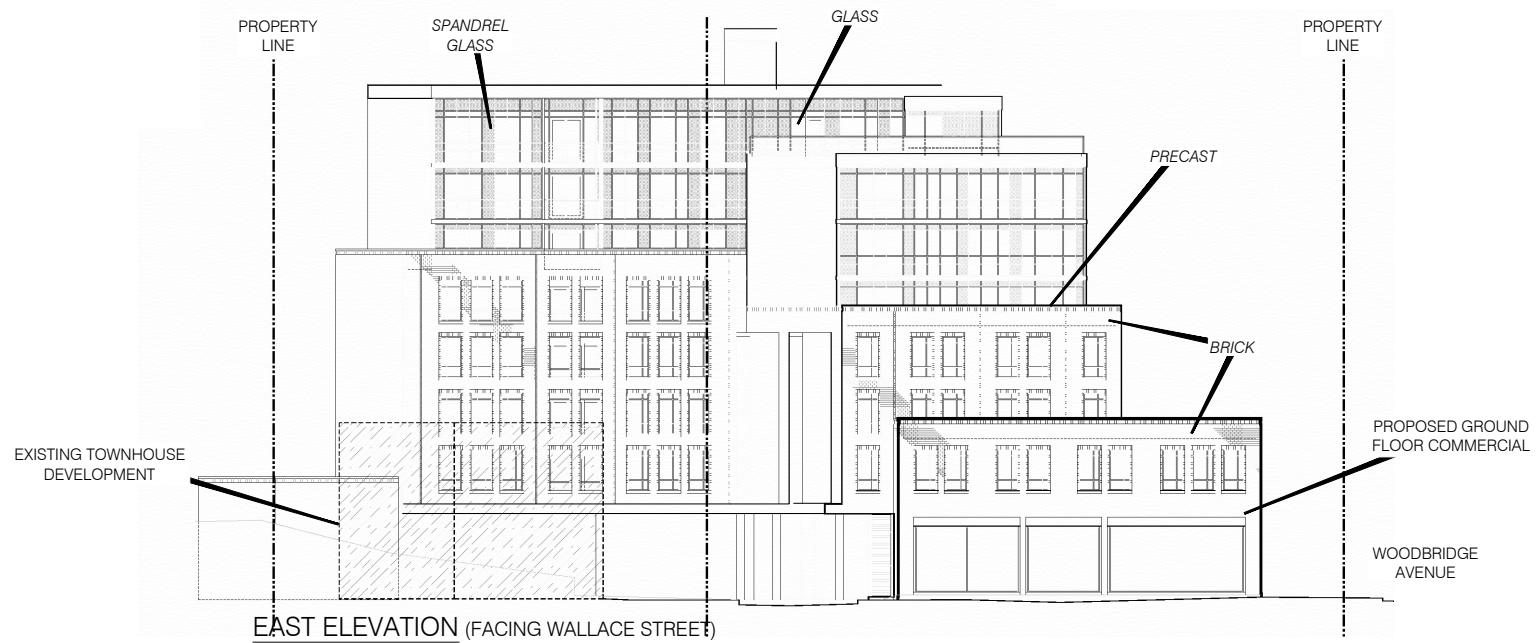 PROPERTY
LINE
SPANDREL
GLASS
GLASS
PROPERTY
LINE
PRECAST
BRICK
EXISTING TOWNHOUSE
DEVELOPMENT
PROPOSED GROUND
FLOOR COMMERCIAL
WOODBRIDGE
AVENUE
EAST ELEVATION (FACING WALLACE STREET)